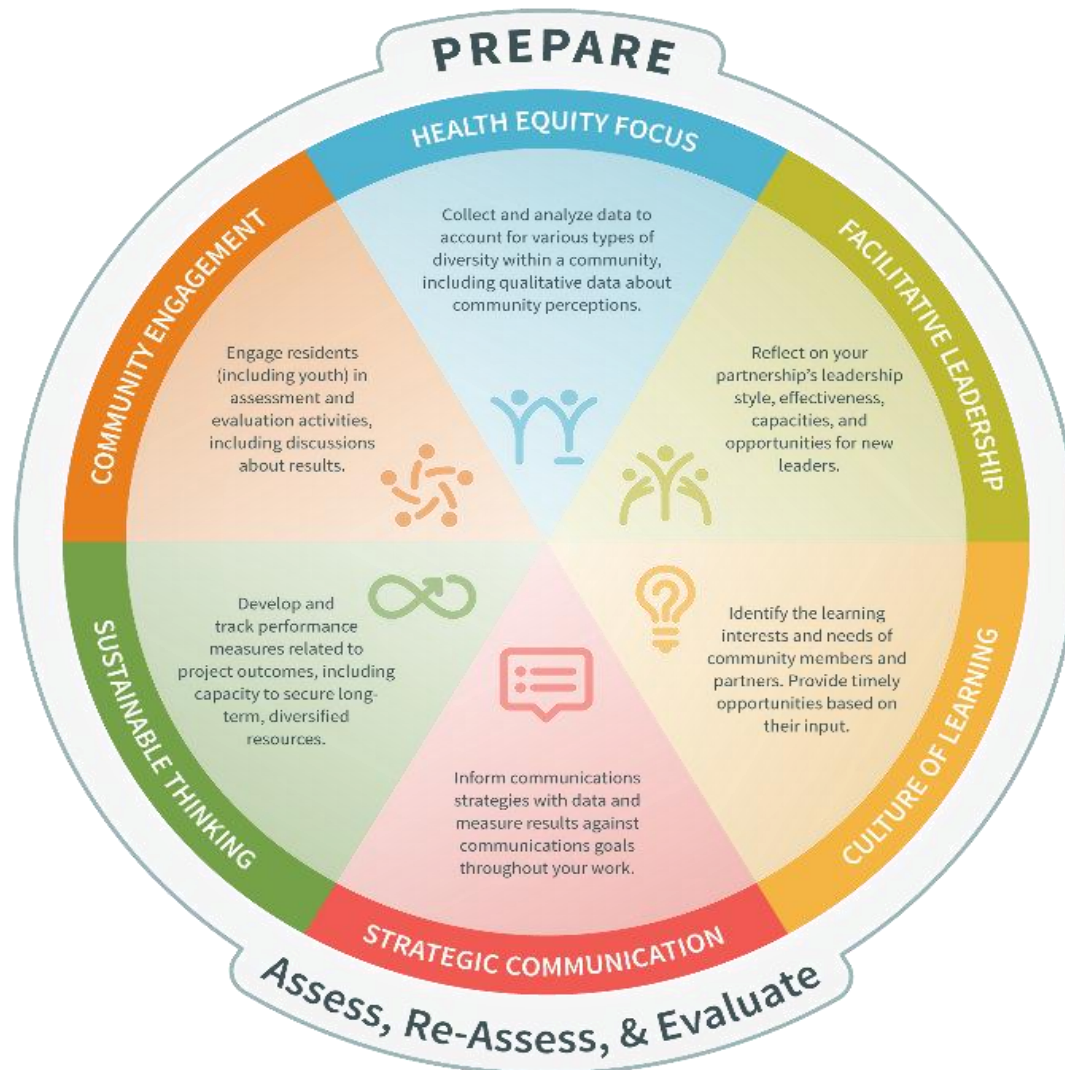 PREPARE
HEALTH EQUITY FOCUS
Collect and analyze data to
account for various types of
diversity within a community,
including qualitative data about
community perceptions.
FACILITATIVE LEADERSHIP
Reflect on your
partnership’s leadership
style, effectiveness,
capacities, and
opportunities for new
leaders.
CULTURE OF LEARNING
Identify the learning
interests and needs of
community members and
partners. Provide timely
opportunities based on
their input.
STRATEGIC COMMUNICATION
Inform communications
strategies with data and
measure results against
communications goals
throughout your work.
SUSTAINABLE THINKING
Develop and
track performance
measures related to
project outcomes, including
capacity to secure long-
term, diversified
resources.
COMMUNITY ENGAGEMENT
Engage residents
(including youth) in
assessment and
evaluation activities,
including discussions
about results.
Assess, Re-Assess, & Evaluate